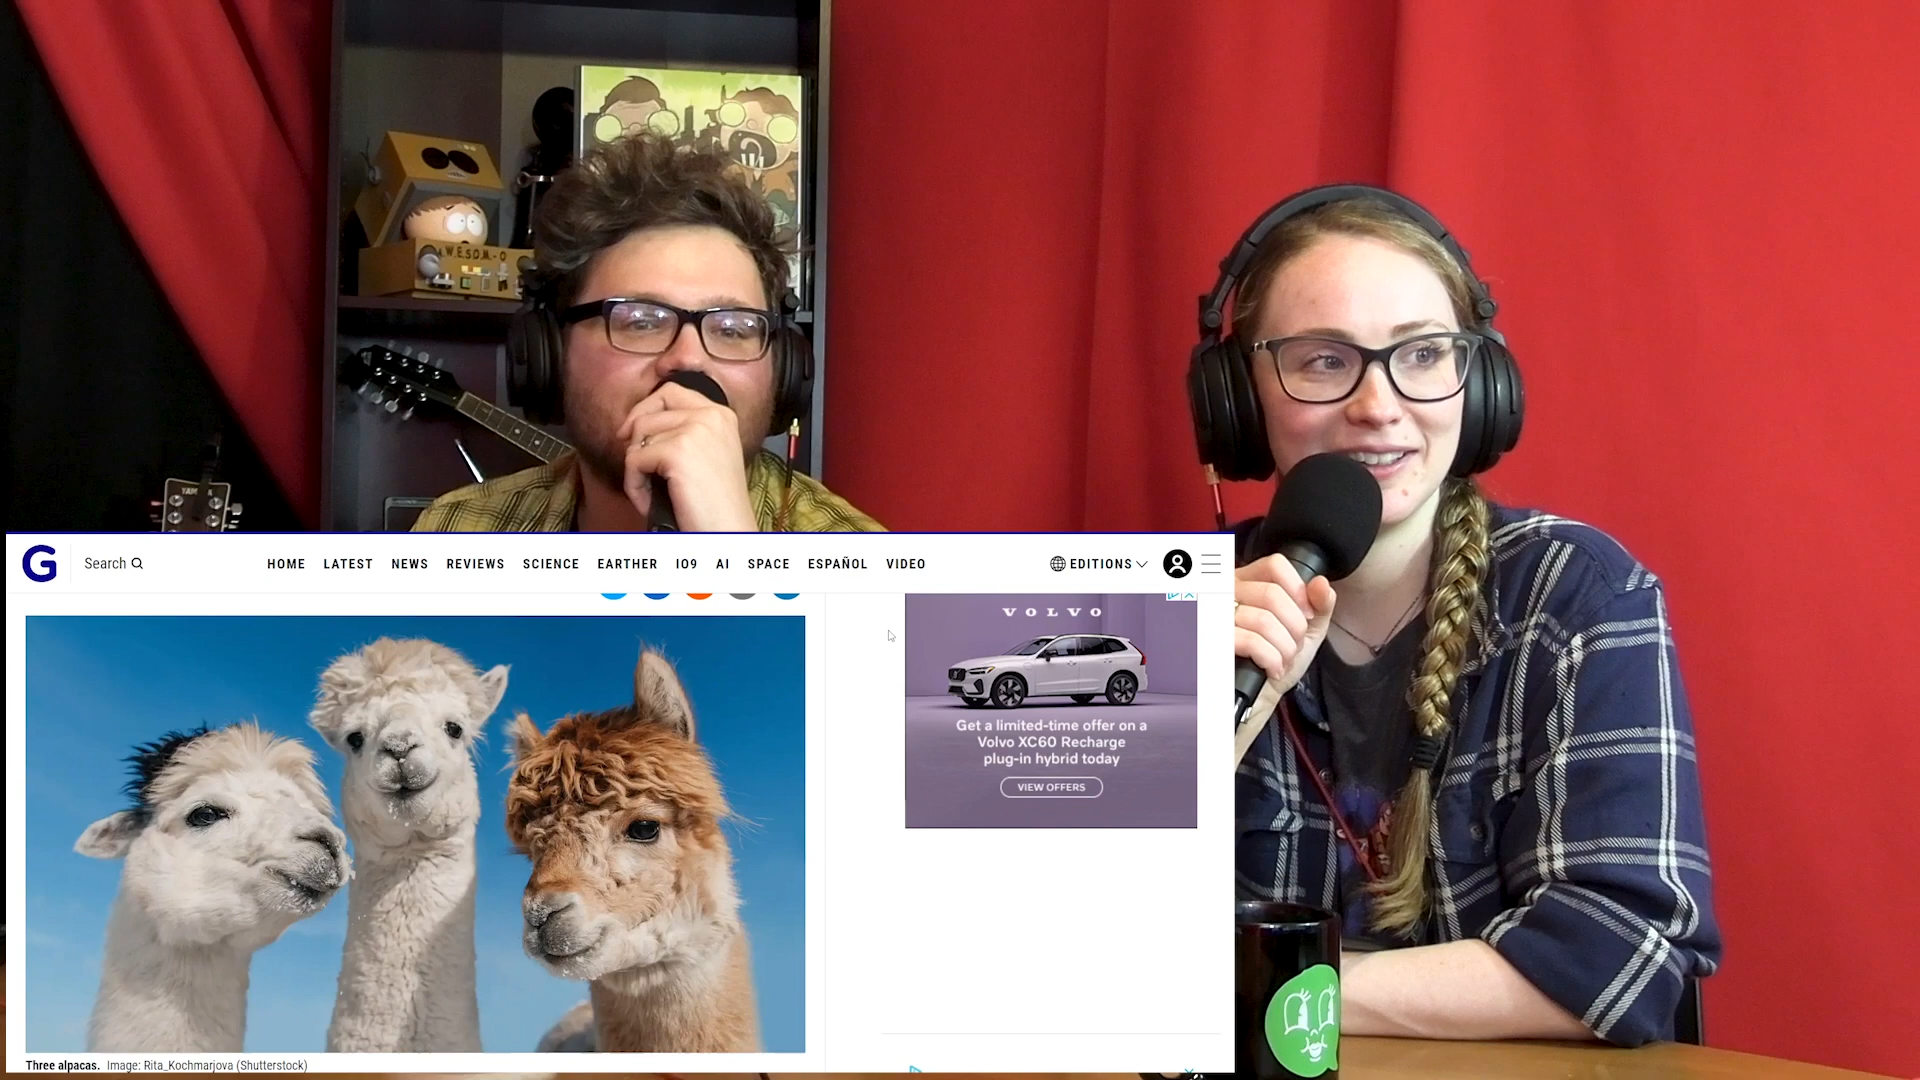 A.W.E.S.O.M.-O
YAMAHA
G
Search
HOME LATEST NEWS REVIEWS SCIENCE EARTHER IO9 AI SPACE ESPAÑOL VIDEO
EDITIONS
VOLVO
Get a limited-time offer on a
Volvo XC60 Recharge
plug-in hybrid today
VIEW OFFERS
Three alpacas. Image: Rita_Kochmarjova (Shutterstock)